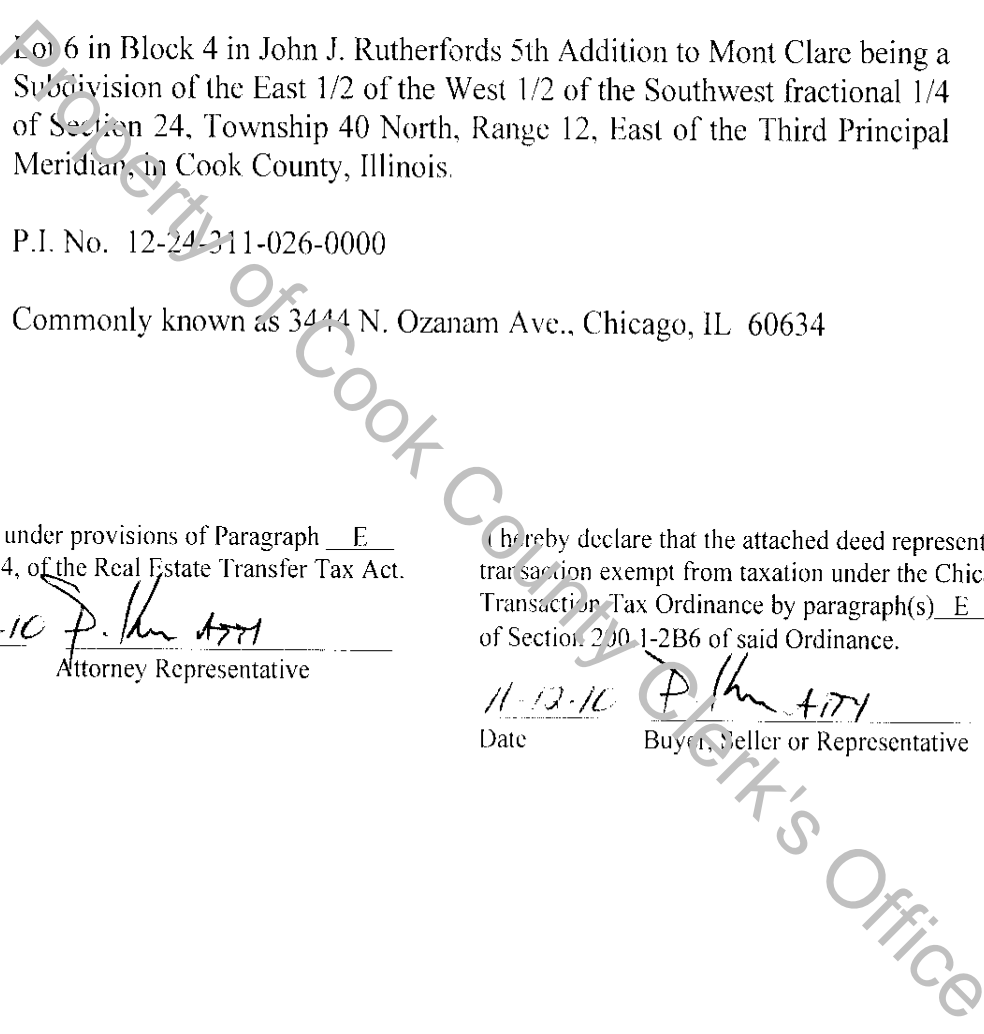 Lot 6 in Block 4 in John J. Rutherfords 5th Addition to Mont Clare being a
Subdivision of the East 1/2 of the West 1/2 of the Southwest fractional 1/4
of Section 24, Township 40 North, Range 12, East of the Third Principal
Meridian, in Cook County, Illinois.
P.I. No. 12-24-311-026-0000
Commonly known as 3444 N. Ozanam Ave., Chicago, IL 60634
under provisions of Paragraph E
4, of the Real Estate Transfer Tax Act.
-10 ATTY
Attorney Representative
I hereby declare that the attached deed represent
transaction exempt from taxation under the Chic
Transaction Tax Ordinance by paragraph(s) E
of Section 200.1-2B6 of said Ordinance.
11-12-10 ATTY
Date Buyer, Seller or Representative
Property of Cook County Clerk's Office